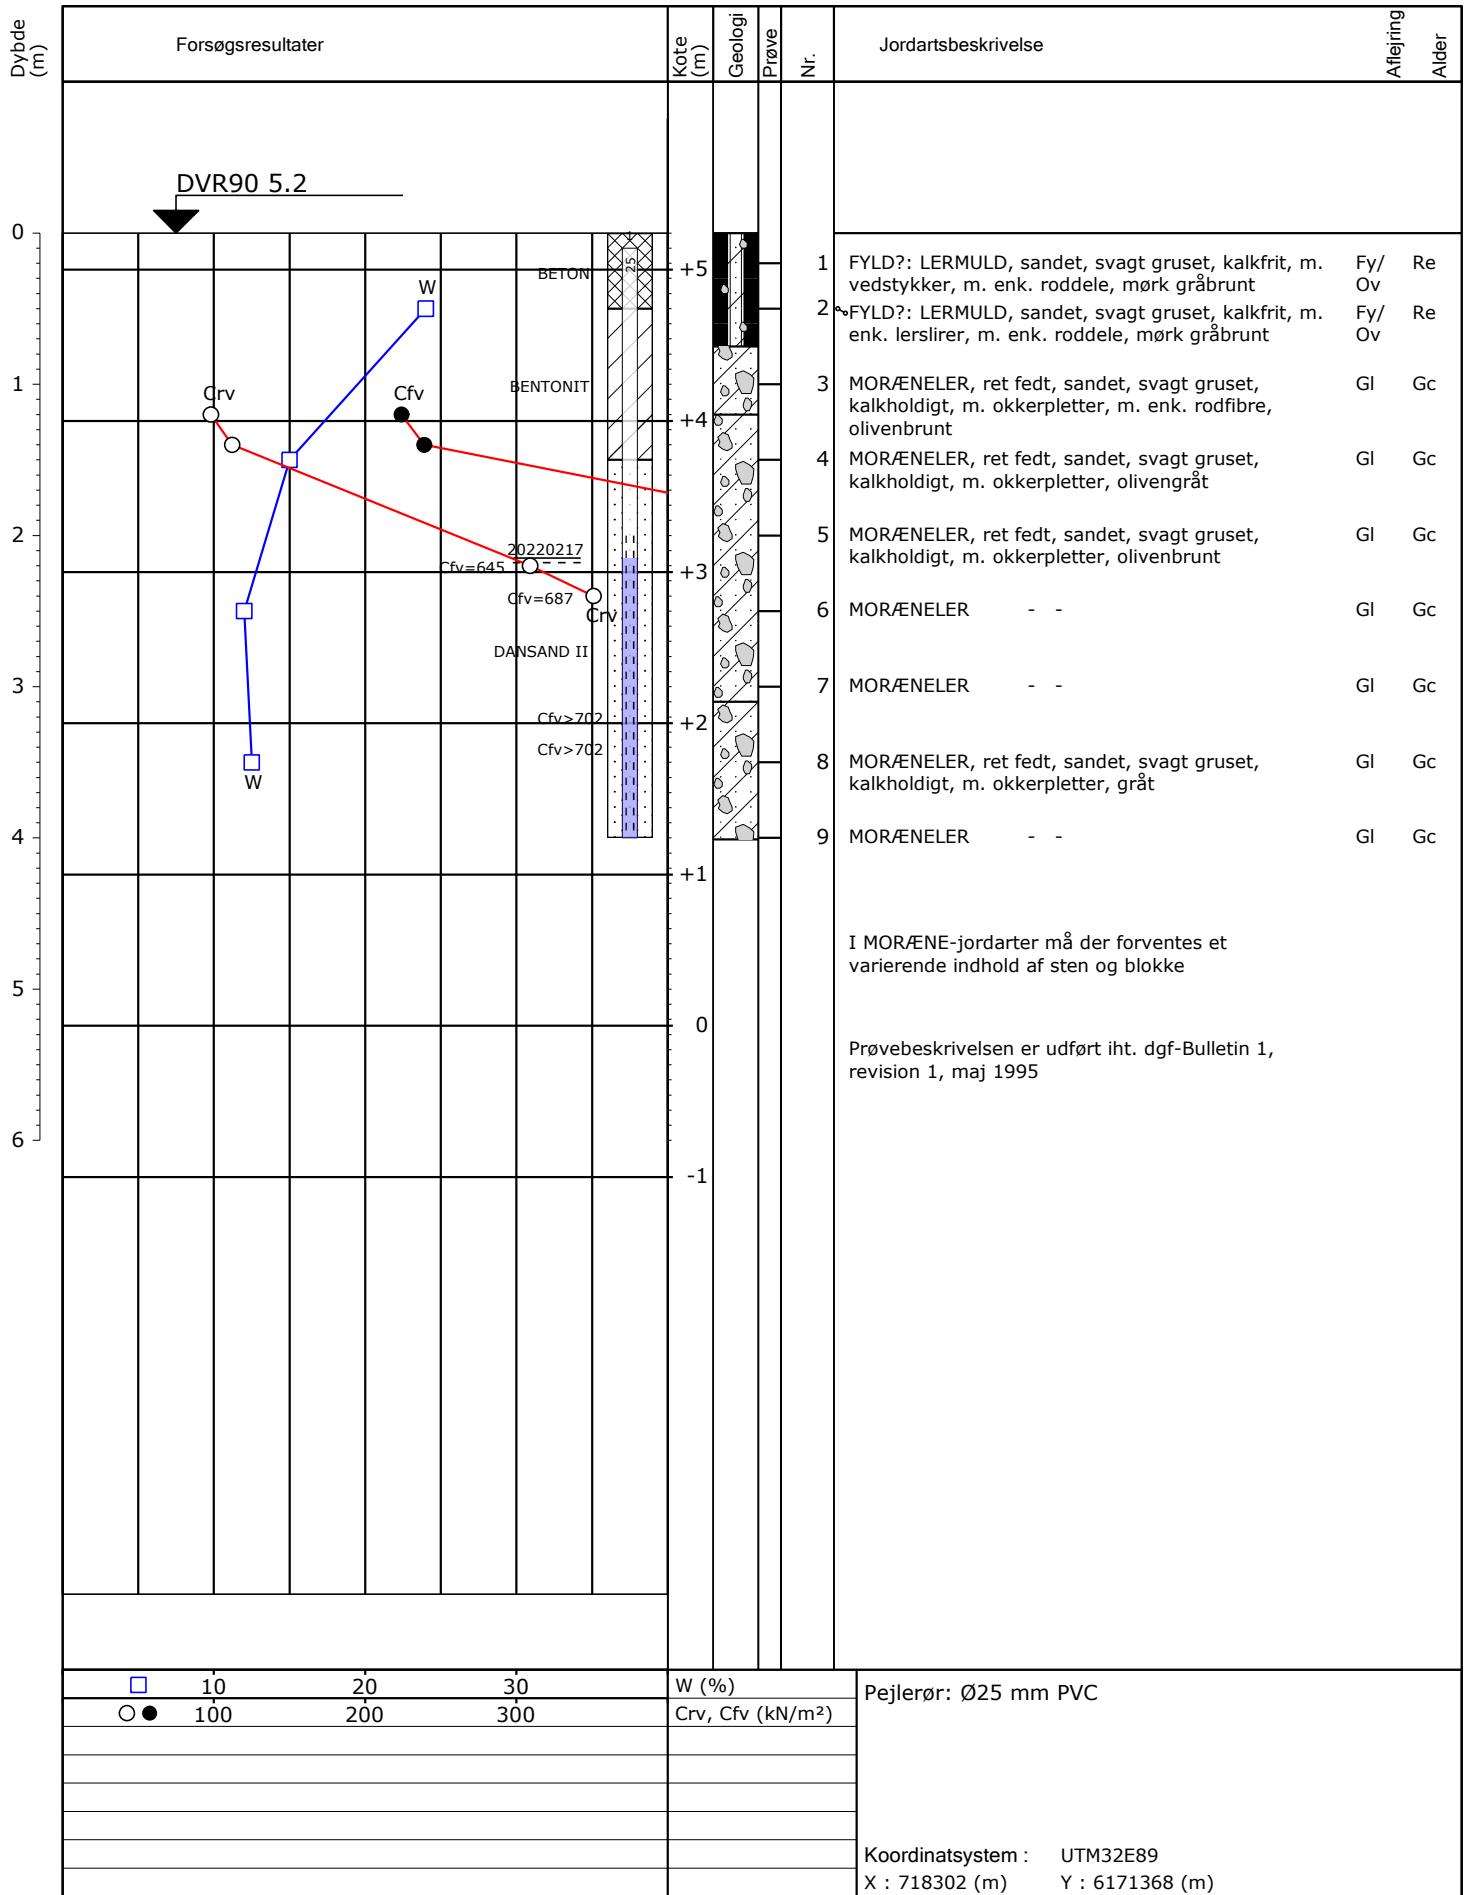 Dybde
(m)
Forsøgsresultater
Kote
(m)
Geologi
Prøve
Nr.
Jordartsbeskrivelse
Aflejring
Alder
DVR90 5.2
0
1
2
3
4
5
6
+5
+4
+3
+2
+1
0
-1
BETON
25
W
BENTONIT
Crv
Cfv
20220217
Cfv=645
Cfv=687
Crv
DANSAND II
Cfv>702
Cfv>702
W
1 FYLD?: LERMULD, sandet, svagt gruset, kalkfrit, m. Fy/ Re
vedstykker, m. enk. roddele, mørk gråbrunt Ov
2 FYLD?: LERMULD, sandet, svagt gruset, kalkfrit, m. Fy/ Re
enk. lerslirer, m. enk. roddele, mørk gråbrunt Ov
3 MORÆNELER, ret fedt, sandet, svagt gruset, Gl Gc
kalkholdigt, m. okkerpletter, m. enk. rodfibre,
olivenbrunt
4 MORÆNELER, ret fedt, sandet, svagt gruset, Gl Gc
kalkholdigt, m. okkerpletter, olivengråt
5 MORÆNELER, ret fedt, sandet, svagt gruset, Gl Gc
kalkholdigt, m. okkerpletter, olivenbrunt
6 MORÆNELER - - Gl Gc
7 MORÆNELER - - Gl Gc
8 MORÆNELER, ret fedt, sandet, svagt gruset, Gl Gc
kalkholdigt, m. okkerpletter, gråt
9 MORÆNELER - - Gl Gc
I MORÆNE-jordarter må der forventes et
varierende indhold af sten og blokke
Prøvebeskrivelsen er udført iht. dgf-Bulletin 1,
revision 1, maj 1995
10 20 30 W (%)
100 200 300 Crv, Cfv (kN/m²)
Pejlerør: Ø25 mm PVC
Koordinatsystem : UTM32E89
X : 718302 (m) Y : 6171368 (m)